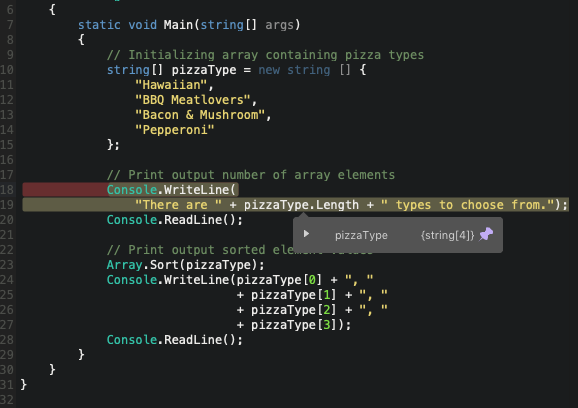 6 {
7 static void Main(string[] args)
8 {
9 // Initializing array containing pizza types
10 string[] pizzaType = new string [] {
11 "Hawaiian",
12 "BBQ Meatlovers",
13 "Bacon & Mushroom",
14 "Pepperoni"
15 };
16
17 // Print output number of array elements
18 Console.WriteLine(
19 "There are " + pizzaType.Length + " types to choose from.");
20 Console.ReadLine();
21 pizzaType {string[4]}
22 // Print output sorted element values
23 Array.Sort(pizzaType);
24 Console.WriteLine(pizzaType[0] + ", "
25 + pizzaType[1] + ", "
26 + pizzaType[2] + ", "
27 + pizzaType[3]);
28 Console.ReadLine();
29 }
30 }
31 }
32